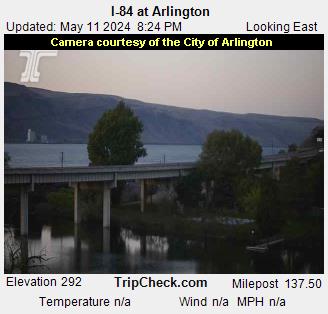 I-84 at Arlington
Updated: May 11 2024 8:24 PM Looking East
Camera courtesy of the City of Arlington
Elevation 292 TripCheck.com Milepost 137.50
Temperature n/a Wind n/a MPH n/a